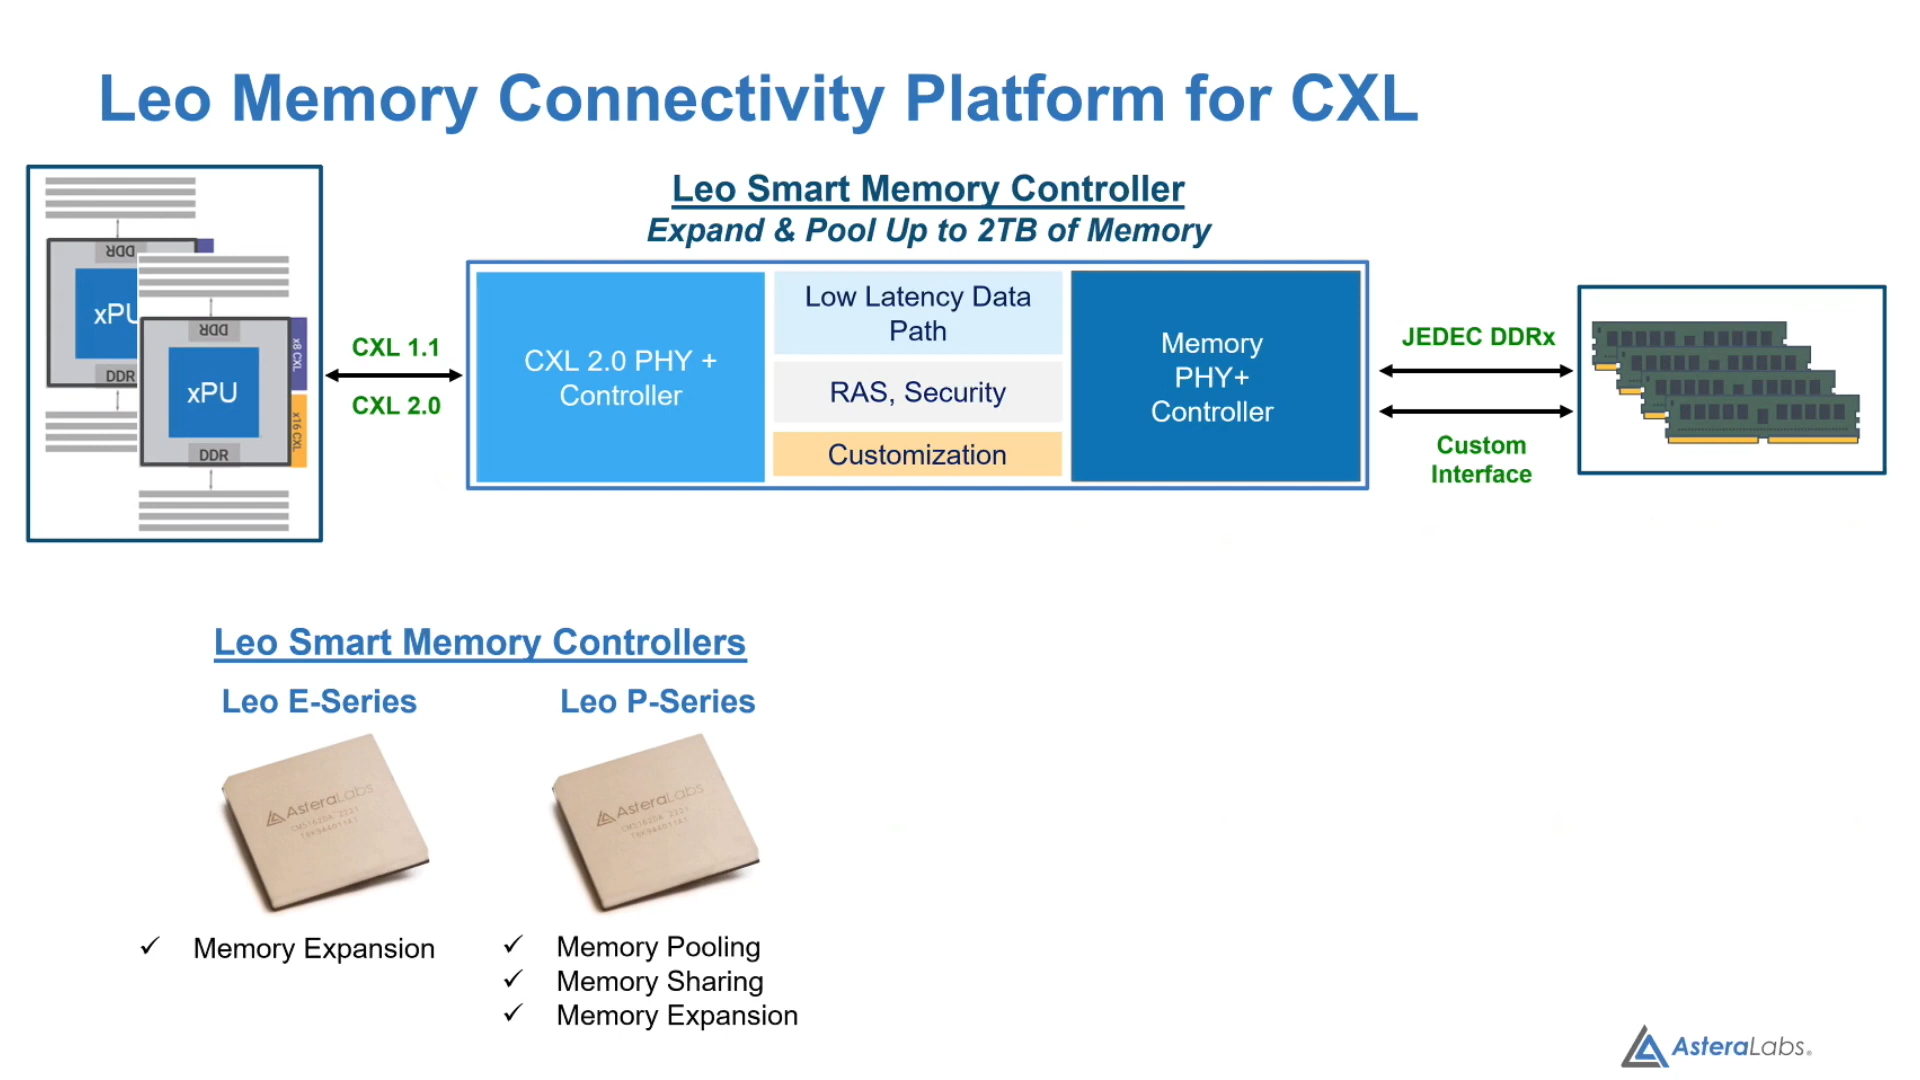 Leo Memory Connectivity Platform for CXL
Leo Smart Memory Controller
Expand & Pool Up to 2TB of Memory
DDR
xPU
DDR
DDR
xPU
DDR
x8 CXL
x16 CXL
CXL 1.1
CXL 2.0
CXL 2.0 PHY +
Controller
Low Latency Data
Path
RAS, Security
Customization
Memory
PHY+
Controller
JEDEC DDRx
Custom
Interface
Leo Smart Memory Controllers
Leo E-Series
AsteraLabs
Memory Expansion
Leo P-Series
AsteraLabs
Memory Pooling
Memory Sharing
Memory Expansion
AsteraLabs®